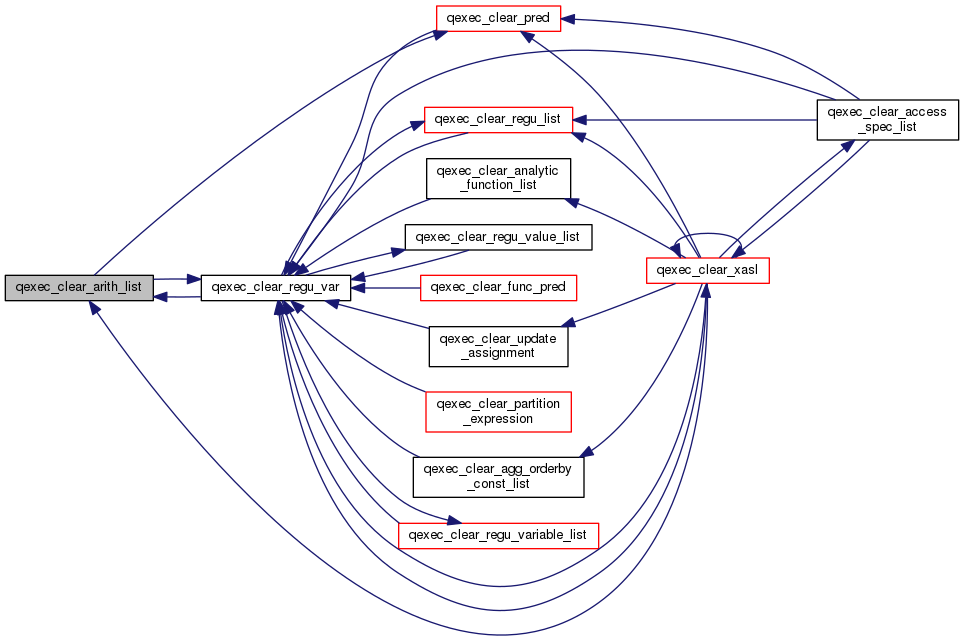 qexec_clear_pred
qexec_clear_access
_spec_list
qexec_clear_regu_list
qexec_clear_analytic
_function_list
qexec_clear_regu_value_list
qexec_clear_xasl
qexec_clear_arith_list
qexec_clear_regu_var
qexec_clear_func_pred
qexec_clear_update
_assignment
qexec_clear_partition
_expression
qexec_clear_agg_orderby
_const_list
qexec_clear_regu_variable_list